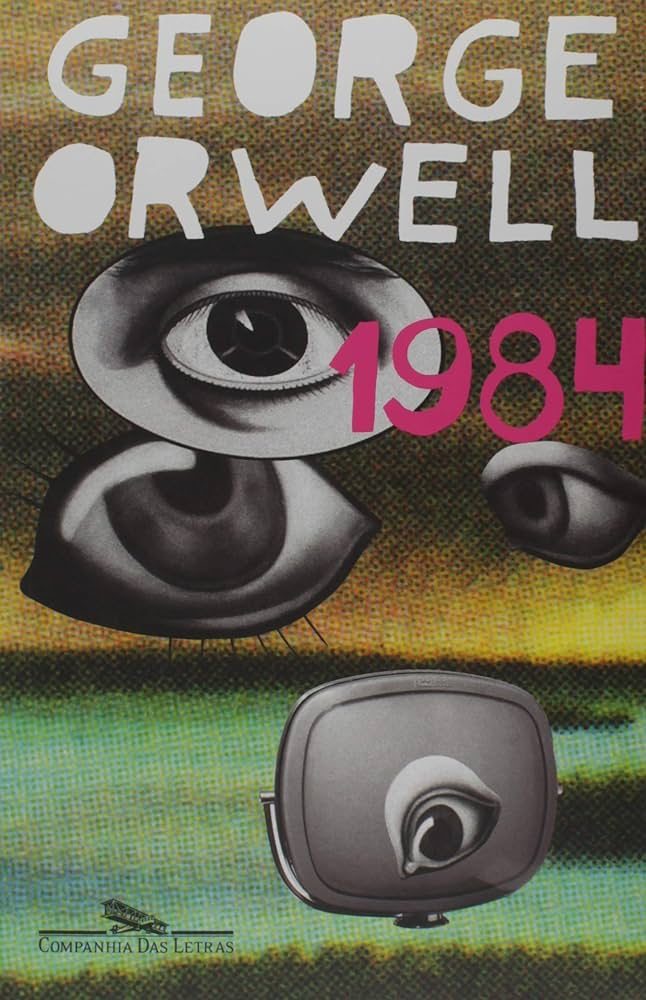 GEORGE
ORWELL
1984
COMPANHIA DAS LETRAS